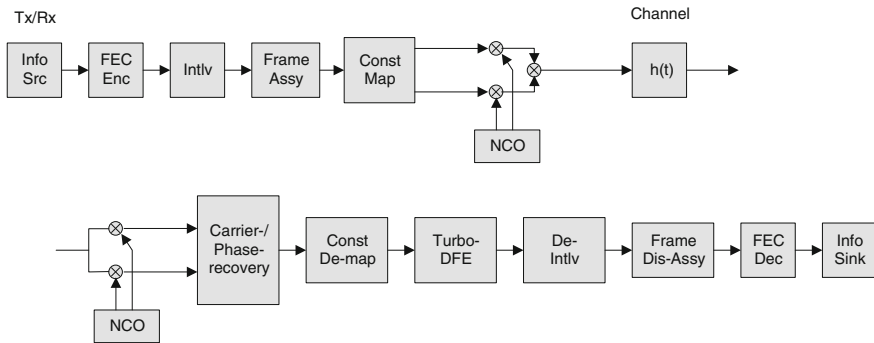 Tx/Rx
Channel
Info
Src
FEC
Enc
Intlv
Frame
Assy
Const
Map
h(t)
NCO
Carrier-/
Phase-
recovery
Const
De-map
Turbo-
DFE
De-
Intlv
Frame
Dis-Assy
FEC
Dec
Info
Sink
NCO